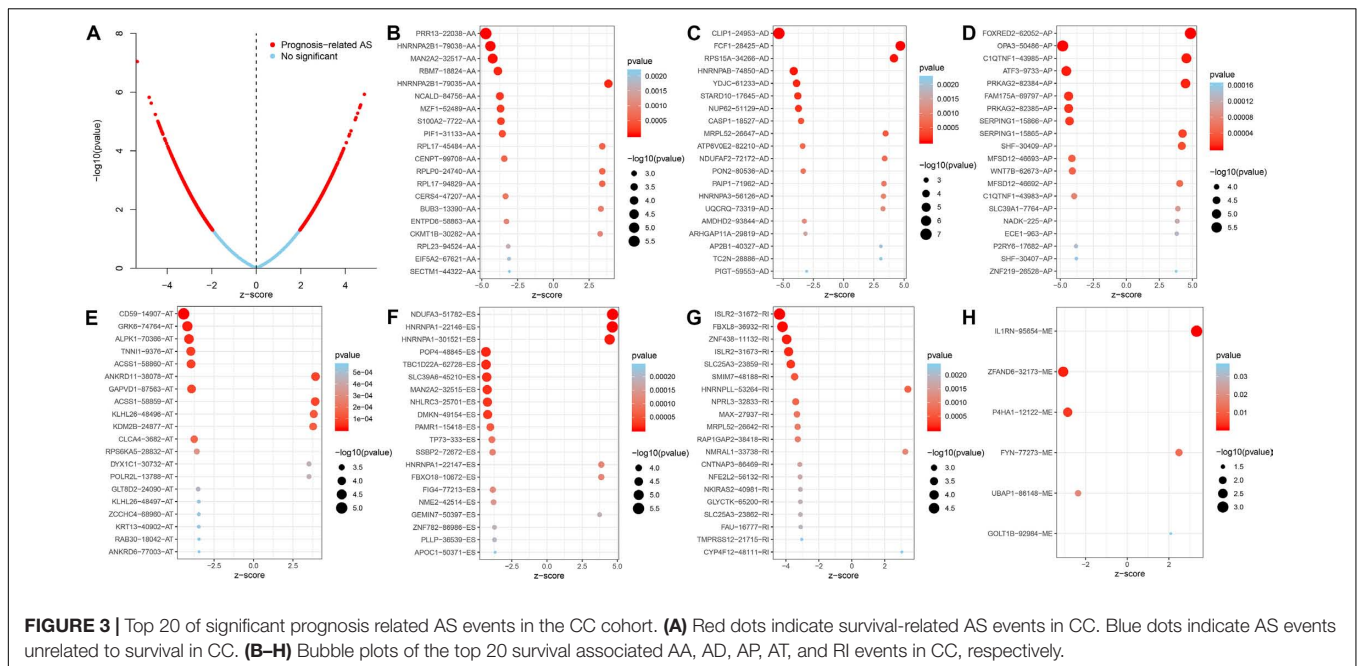 A
8
6
4
2
0
−log10(pvalue)
Prognosis-related AS
No significant
−4
−2
0
2
4
z-score
B
PRR13-22038-AA
HNRNPA2B1-79038-AA
MAN2A2-32517-AA
RBM7-18824-AA
HNRNPA2B1-79035-AA
NCALD-84756-AA
MZF1-52489-AA
S100A2-7722-AA
PIF1-31133-AA
RPL17-45484-AA
CENPT-99708-AA
RPLP0-24740-AA
RPL17-94829-AA
CERS4-47207-AA
BUB3-13390-AA
ENTPD6-58863-AA
CKMT1B-30282-AA
RPL23-94524-AA
EIF5A2-67621-AA
SECTM1-44322-AA
−5.0
−2.5
0.0
2.5
5.0
z-score
pvalue
0.0020
0.0015
0.0010
0.0005
−log10(pvalue)
3.0
3.5
4.0
4.5
5.0
5.5
C
CLIP1-24953-AD
FCF1-28425-AD
RPS15A-34266-AD
HNRNPAB-74850-AD
YDJC-61233-AD
STARD10-17645-AD
NUP62-51129-AD
CASP1-18527-AD
MRPL52-26647-AD
ATP6V0E2-82210-AD
NDUFAF2-72172-AD
PON2-80536-AD
PAIP1-71962-AD
HNRNPA3-56126-AD
UQCRQ-73319-AD
AMDHD2-93844-AD
ARHGAP11A-29819-AD
AP2B1-40327-AD
TC2N-28886-AD
PIGT-59553-AD
−5.0
−2.5
0.0
2.5
5.0
z-score
pvalue
0.0020
0.0015
0.0010
0.0005
−log10(pvalue)
3
4
5
6
7
D
FOXRED2-62052-AP
OPA3-50486-AP
C1QTNF1-43985-AP
ATF3-9733-AP
PRKAG2-82384-AP
FAM175A-69797-AP
PRKAG2-82385-AP
SERPING1-15866-AP
SERPING1-15865-AP
SHF-30409-AP
MFSD12-46693-AP
WNT7B-62673-AP
MFSD12-46692-AP
C1QTNF1-43983-AP
SLC39A1-7764-AP
NADK-225-AP
ECE1-963-AP
P2RY6-17682-AP
SHF-30407-AP
ZNF219-26528-AP
−5.0
−2.5
0.0
2.5
5.0
z-score
pvalue
0.00016
0.00012
0.00008
0.00004
−log10(pvalue)
4.0
4.5
5.0
5.5
E
CD59-14907-AT
GRK6-74764-AT
ALPK1-70386-AT
TNNI1-9376-AT
ACSS1-58860-AT
ANKRD11-38078-AT
GAPVD1-87563-AT
ACSS1-58859-AT
KLHL26-48496-AT
KDM2B-24877-AT
CLCA4-3682-AT
RPS6KA5-28832-AT
DYX1C1-30732-AT
POLR2L-13788-AT
GLT8D2-24090-AT
KLHL26-48497-AT
ZCCHC4-68960-AT
KRT13-40902-AT
RAB30-18042-AT
ANKRD6-77003-AT
−2.5
0.0
2.5
z-score
pvalue
5e-04
4e-04
3e-04
2e-04
1e-04
−log10(pvalue)
3.5
4.0
4.5
5.0
F
NDUFA3-51782-ES
HNRNPA1-22146-ES
HNRNPA1-301521-ES
POP4-48845-ES
TBC1D22A-62728-ES
SLC39A6-45210-ES
MAN2A2-32515-ES
NHLRC3-25701-ES
DMKN-49154-ES
PAMR1-15418-ES
TP73-333-ES
SSBP2-72672-ES
HNRNPA1-22147-ES
FBXO18-10672-ES
FIG4-77213-ES
NME2-42514-ES
GEMIN7-50397-ES
ZNF782-86986-ES
PLLP-36539-ES
APOC1-50371-ES
−2.5
0.0
2.5
5.0
z-score
pvalue
0.00020
0.00015
0.00010
0.00005
−log10(pvalue)
4.0
4.5
5.0
5.5
G
ISLR2-31672-RI
FBXL8-36932-RI
ZNF438-11132-RI
ISLR2-31673-RI
SLC25A3-23859-RI
SMIM7-48188-RI
HNRNPLL-53264-RI
NPRL3-32833-RI
MAX-27937-RI
MRPL52-26642-RI
RAP1GAP2-38418-RI
NMRAL1-33738-RI
CNTNAP3-86469-RI
NFE2L2-56132-RI
NKIRAS2-40981-RI
GLYCTK-65200-RI
SLC25A3-23862-RI
FAU-16777-RI
TMPRSS12-21715-RI
CYP4F12-48111-RI
−4
−2
0
2
z-score
pvalue
0.0020
0.0015
0.0010
0.0005
−log10(pvalue)
3.0
3.5
4.0
4.5
H
IL1RN-95654-ME
ZFAND6-32173-ME
P4HA1-12122-ME
FYN-77273-ME
UBAP1-86148-ME
GOLT1B-92984-ME
−2
0
2
z-score
pvalue
0.03
0.02
0.01
−log10(pvalue)
1.5
2.0
2.5
3.0
FIGURE 3 | Top 20 of significant prognosis related AS events in the CC cohort. (A) Red dots indicate survival-related AS events in CC. Blue dots indicate AS events
unrelated to survival in CC. (B–H) Bubble plots of the top 20 survival associated AA, AD, AP, AT, and RI events in CC, respectively.